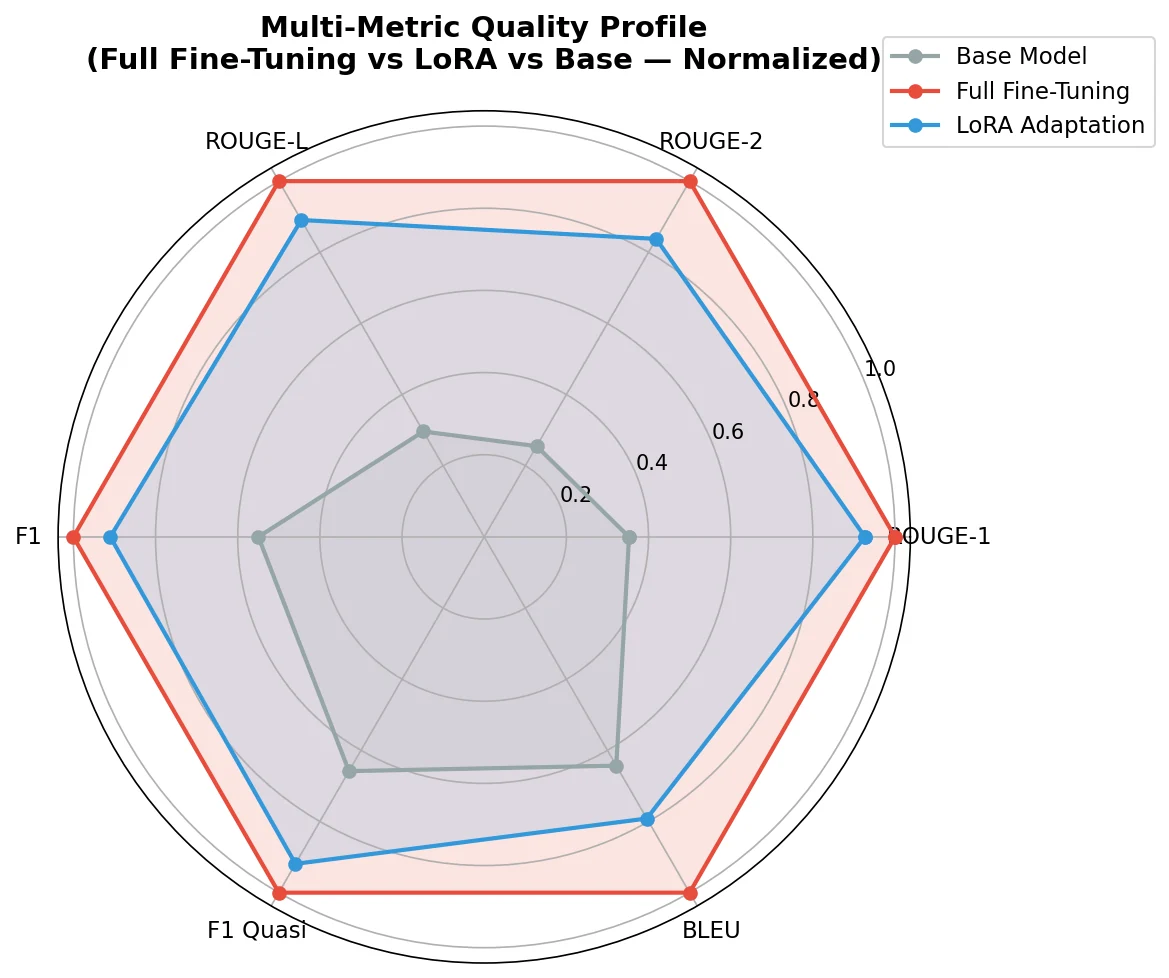 Multi-Metric Quality Profile
(Full Fine-Tuning vs LoRA vs Base — Normalized)
Base Model
Full Fine-Tuning
LoRA Adaptation
ROUGE-L
ROUGE-2
1.0
0.8
0.6
0.4
0.2
F1
ROUGE-1
F1 Quasi
BLEU